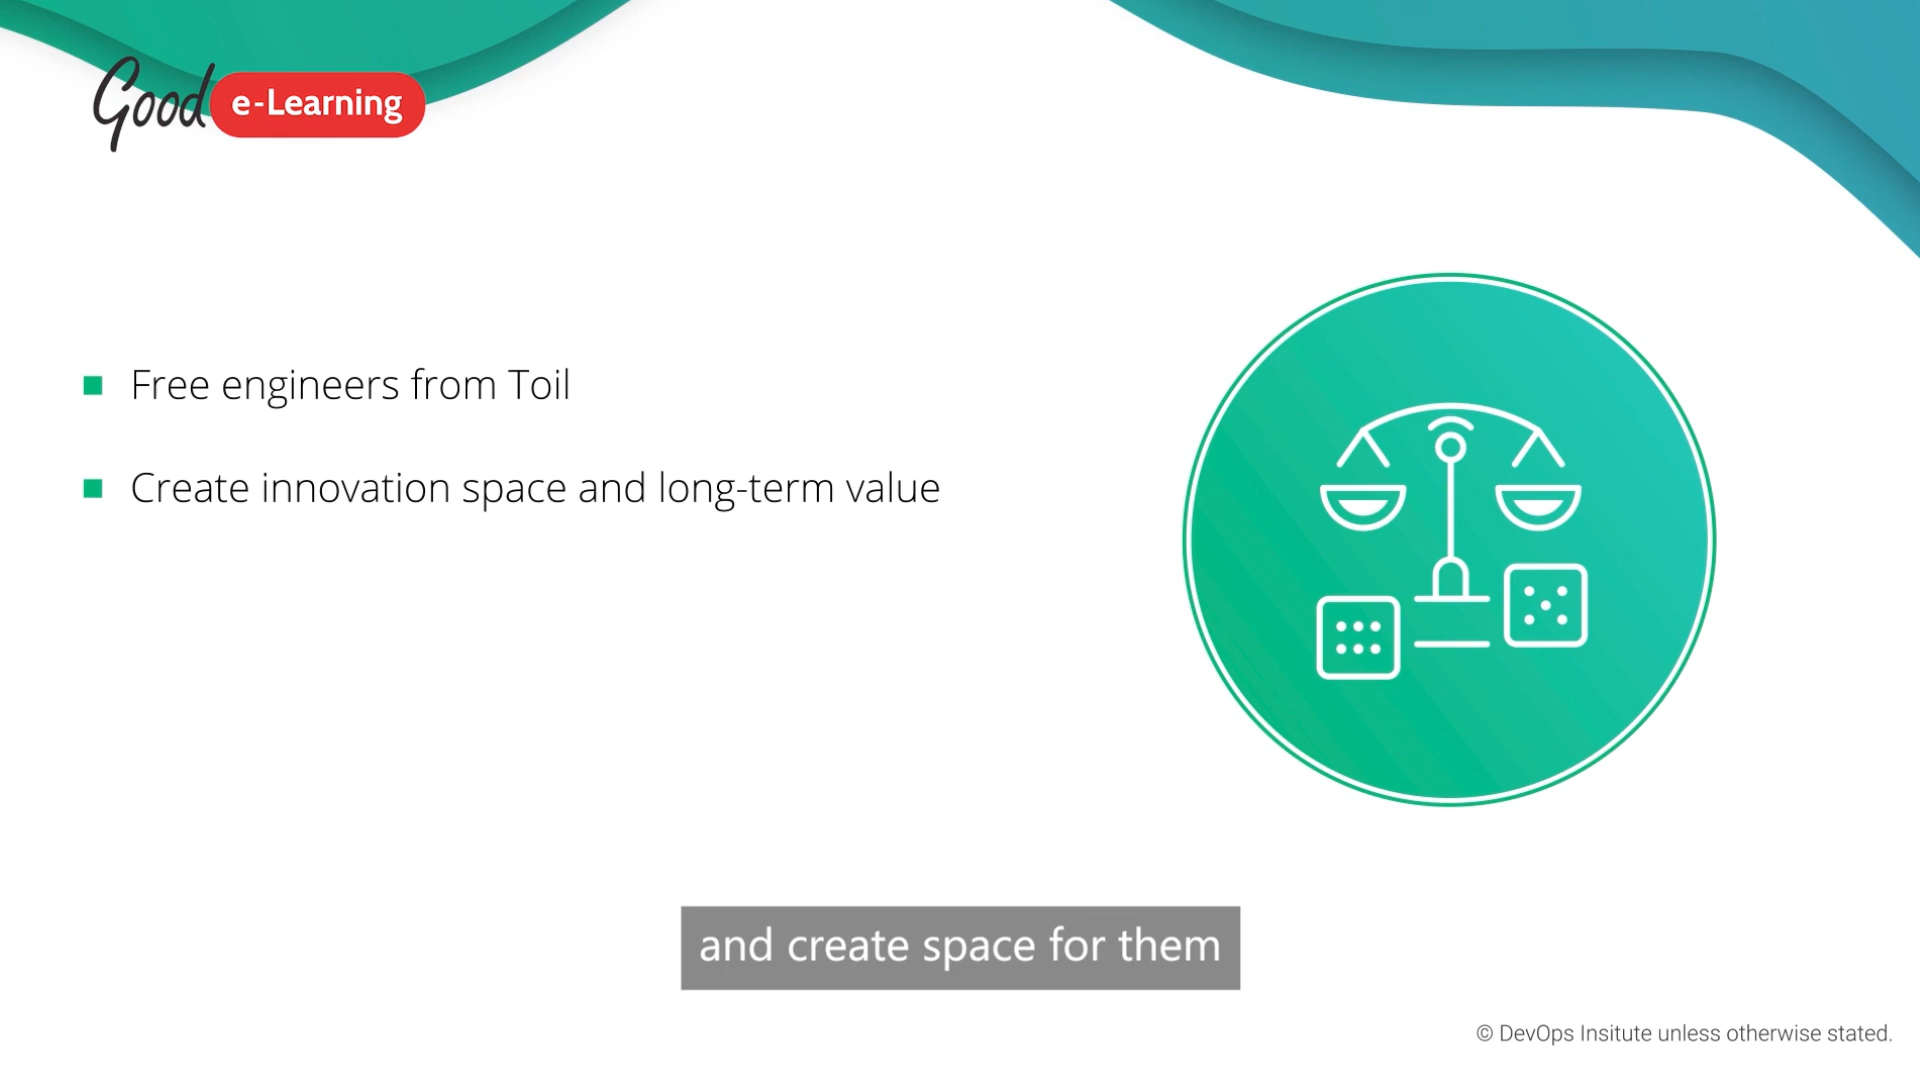 Good e-Learning
Free engineers from Toil
Create innovation space and long-term value
and create space for them
© DevOps Insitute unless otherwise stated.